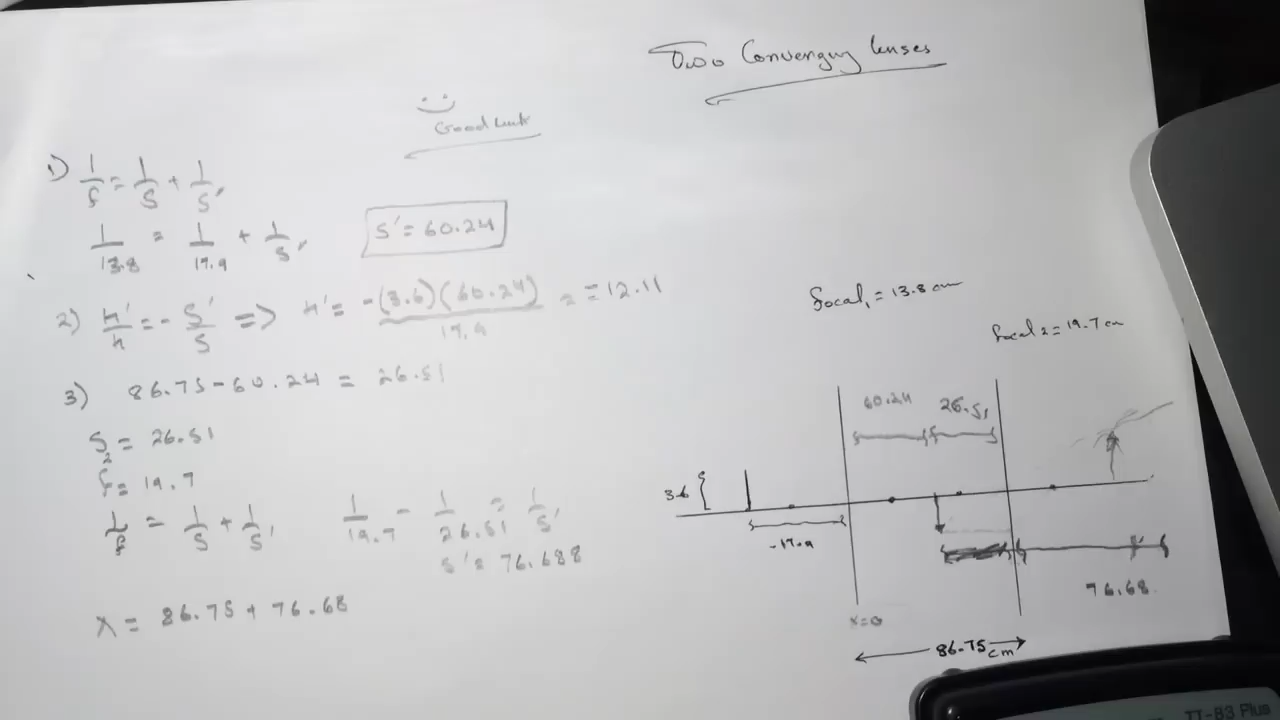 Two Converging lenses
Good luck
1) 1/f = 1/S + 1/S'
1/13.8 = 1/17.9 + 1/S'
S' = 60.24
2) h'/h = - S'/S => h' = -(3.6)(60.24)/17.9 = = 12.11
3) 86.75 - 60.24 = 26.51
S2 = 26.51
f = 19.7
1/f = 1/S + 1/S'
1/19.7 - 1/26.51 = 1/S'
S' = 76.688
X = 86.75 + 76.68
focal1 = 13.8 cm
focal2 = 19.7 cm
60.24
26.51
3.6
-17.9
76.68
x=0
86.75 cm
TI-83 Plus